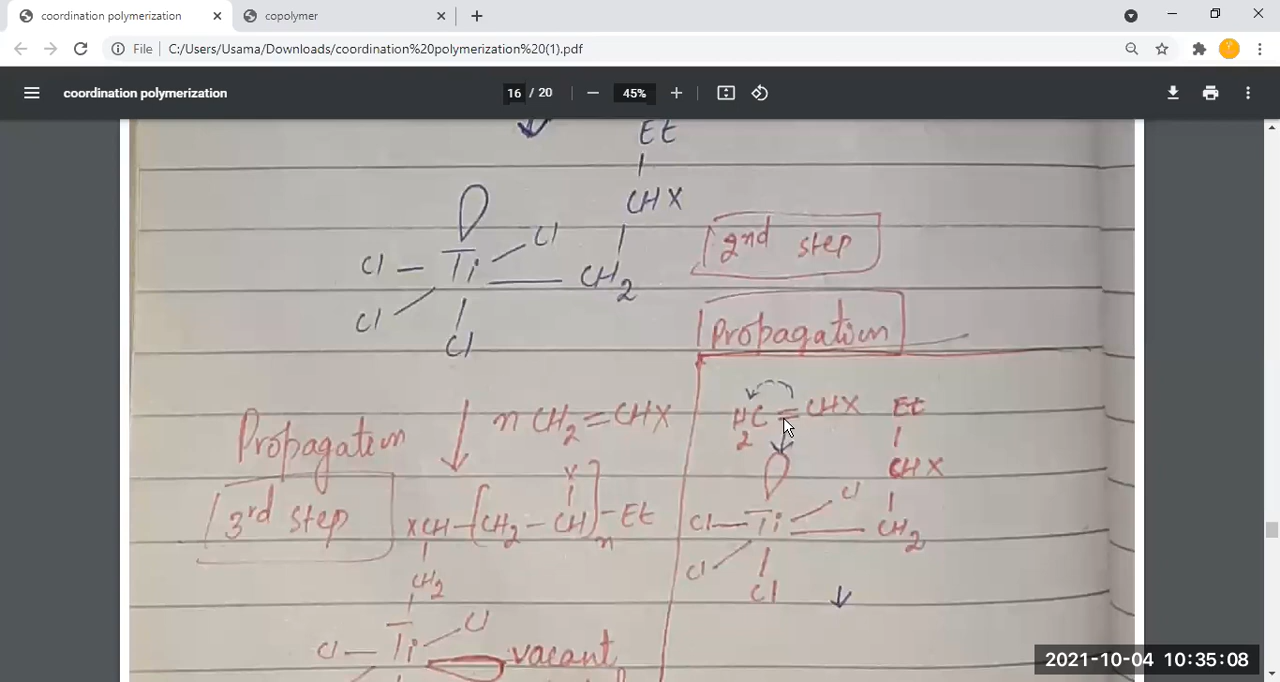 coordination polymerization
copolymer
File
C:/Users/Usama/Downloads/coordination%20polymerization%20(1).pdf
coordination polymerization
16 / 20
45%
Et
CHX
Cl
Cl
Ti
CH2
Cl
Cl
2nd step
Propagation
Propagation
n CH2=CHX
3rd step
XCH-[CH2-CH]n-Et
X
CH2
Cl
Cl
Ti
vacant
H2C=CHX
Et
CHX
Cl
Cl
Ti
CH2
Cl
Cl
2021-10-04 10:35:08